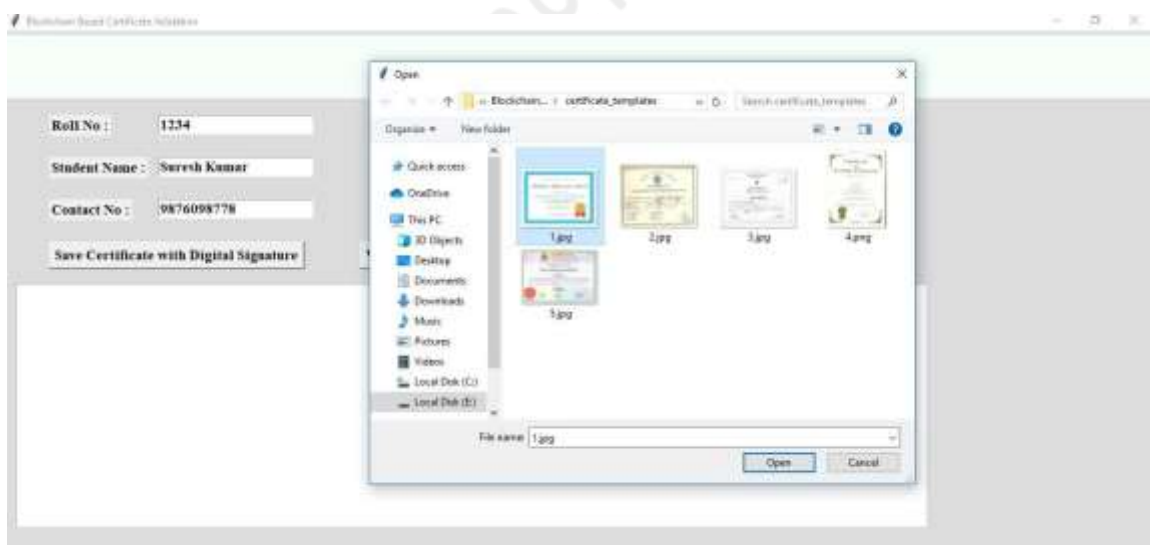 Blockchain Based Certificate Validation
Open
Blockchain... › certificate_templates
Search certificate_templates
Organize
New folder
Roll No :
1234
Student Name :
Suresh Kumar
Contact No :
9876098778
Save Certificate with Digital Signature
Quick access
OneDrive
This PC
3D Objects
Desktop
Documents
Downloads
Music
Pictures
Videos
Local Disk (C:)
Local Disk (E:)
1.jpg
2.jpg
3.jpg
4.png
5.jpg
File name:
1.jpg
Open
Cancel